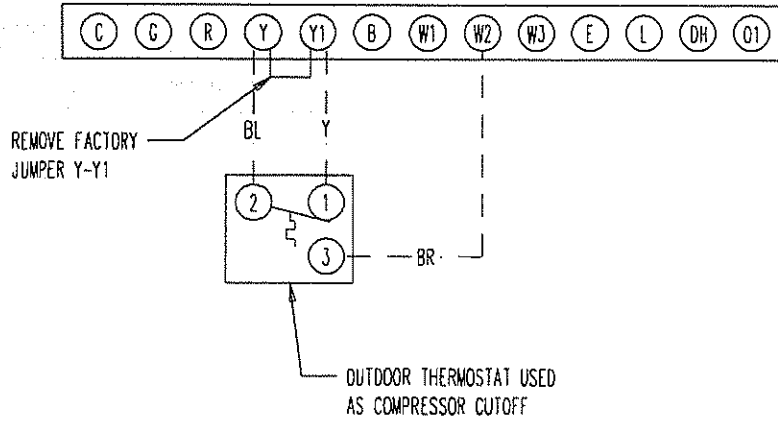 C G R Y Y1 B W1 W2 W3 E L DH O1
REMOVE FACTORY
JUMPER Y-Y1
BL Y
2 1
3 BR
OUTDOOR THERMOSTAT USED
AS COMPRESSOR CUTOFF